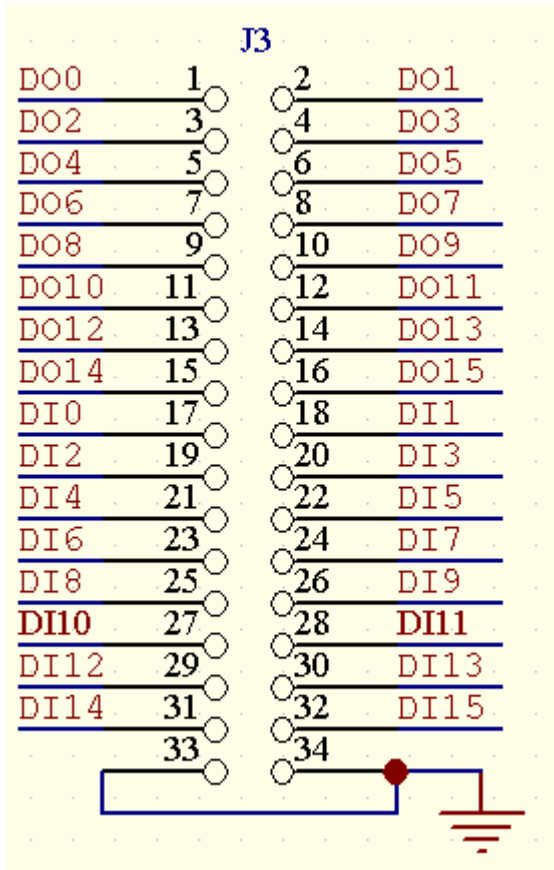 J3
DO0 1 2 DO1
DO2 3 4 DO3
DO4 5 6 DO5
DO6 7 8 DO7
DO8 9 10 DO9
DO10 11 12 DO11
DO12 13 14 DO13
DO14 15 16 DO15
DI0 17 18 DI1
DI2 19 20 DI3
DI4 21 22 DI5
DI6 23 24 DI7
DI8 25 26 DI9
DI10 27 28 DI11
DI12 29 30 DI13
DI14 31 32 DI15
33 34